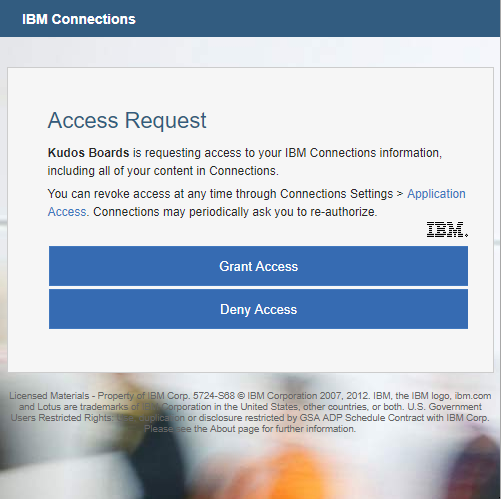 IBM Connections
Access Request
Kudos Boards is requesting access to your IBM Connections information,
including all of your content in Connections.
You can revoke access at any time through Connections Settings > Application
Access. Connections may periodically ask you to re-authorize.
IBM.
Grant Access
Deny Access
Licensed Materials - Property of IBM Corp. 5724-S68 © IBM Corporation 2007, 2012. IBM, the IBM logo, ibm.com
and Lotus are trademarks of IBM Corporation in the United States, other countries, or both. U.S. Government
Users Restricted Rights: Use, duplication or disclosure restricted by GSA ADP Schedule Contract with IBM Corp.
Please see the About page for further information.